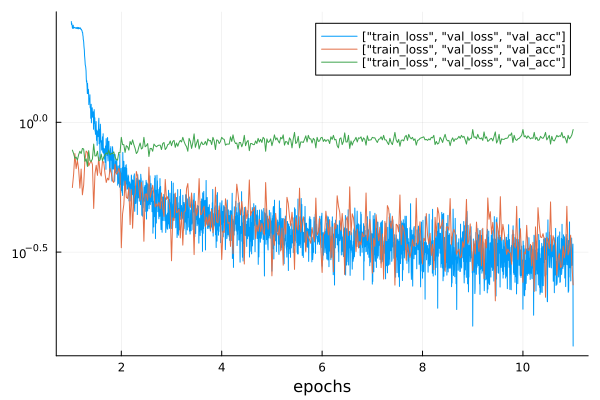 ["train_loss", "val_loss", "val_acc"]
["train_loss", "val_loss", "val_acc"]
["train_loss", "val_loss", "val_acc"]
10^0.0
10^−0.5
2 4 6 8 10
epochs